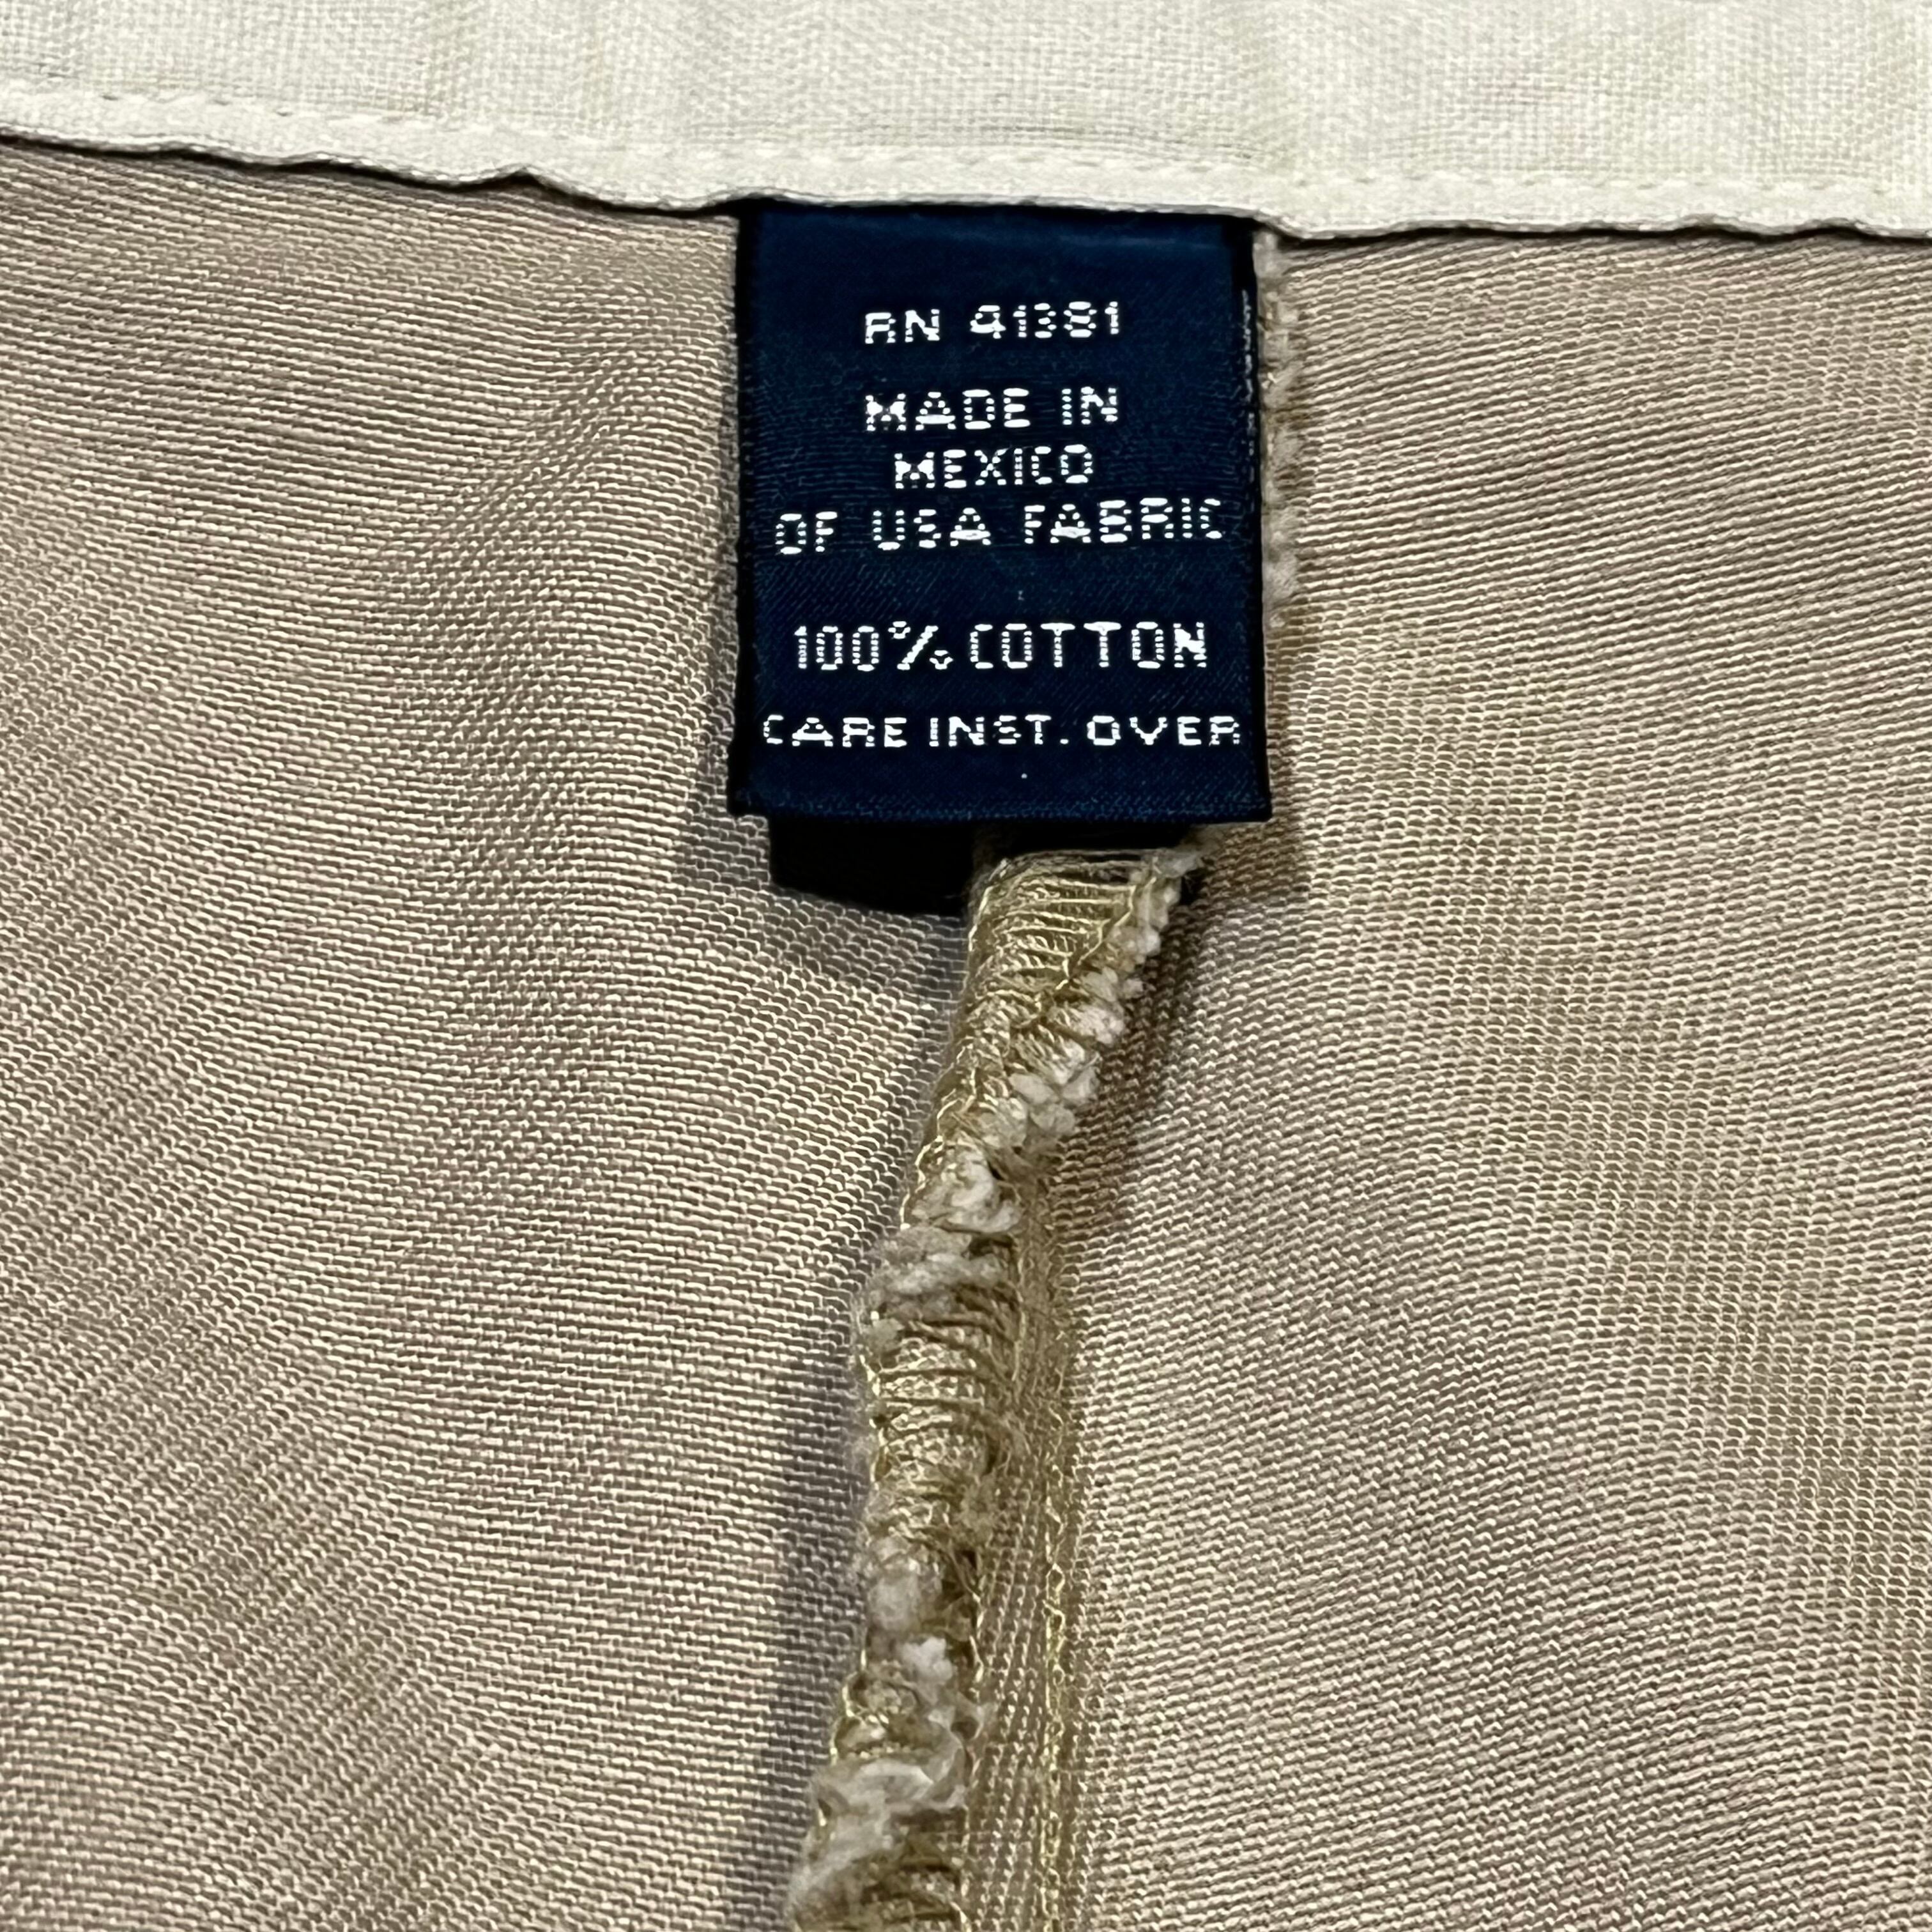 RN 41381
MADE IN
MEXICO
OF USA FABRIC
100% COTTON
CARE INST. OVER